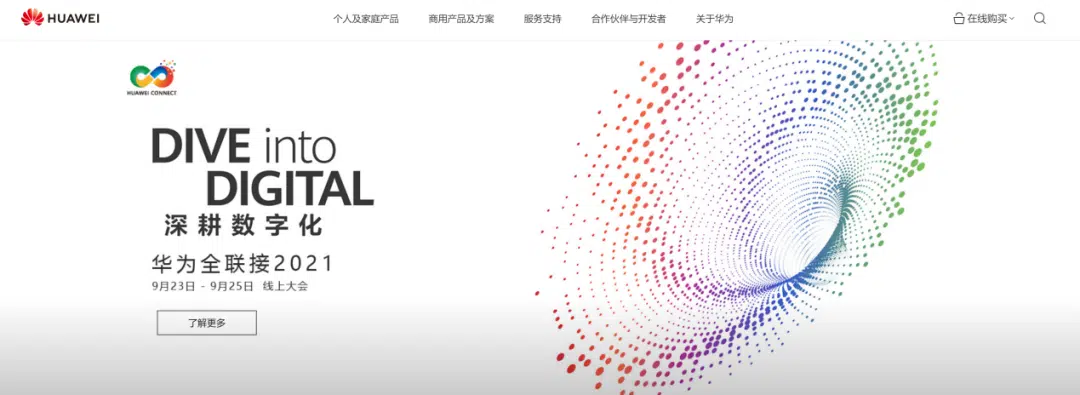 HUAWEI
个人及家庭产品 商用产品及方案 服务支持 合作伙伴与开发者 关于华为 在线购买
HUAWEI CONNECT
DIVE into
DIGITAL
深耕数字化
华为全联接2021
9月23日 - 9月25日 线上大会
了解更多